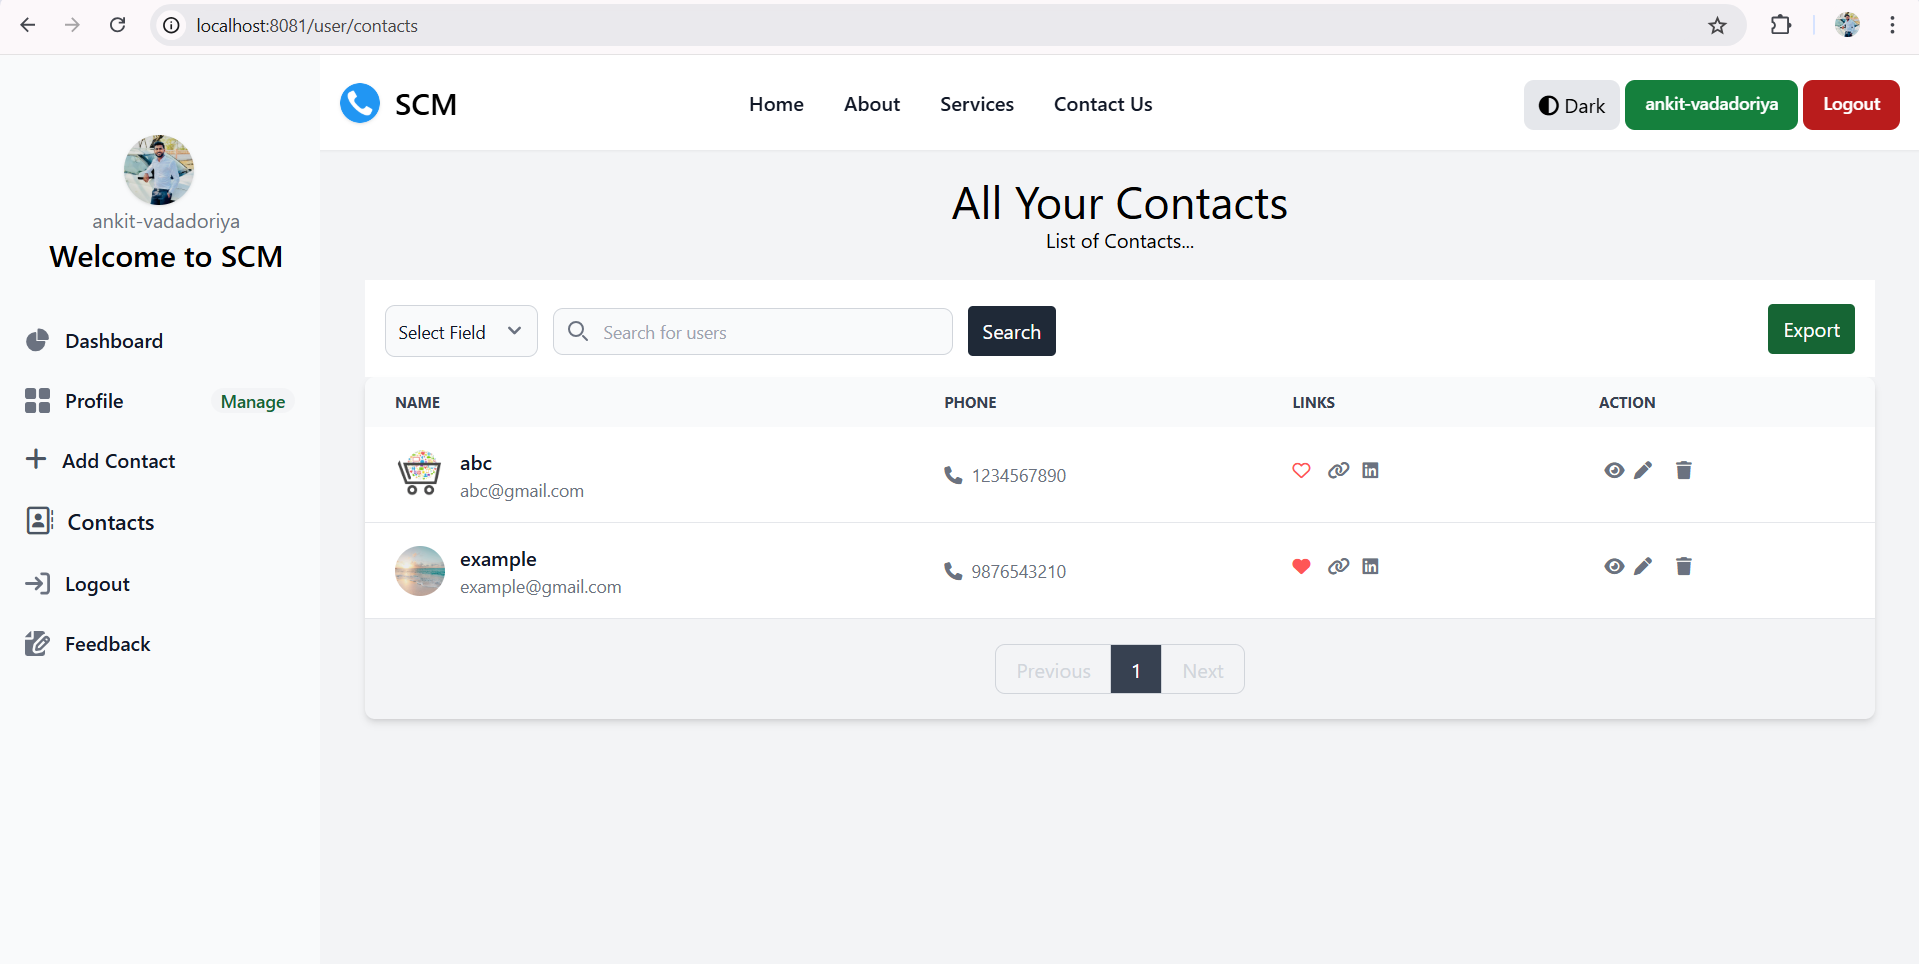 localhost:8081/user/contacts
SCM
Home About Services Contact Us
Dark ankit-vadadoriya Logout
ankit-vadadoriya
Welcome to SCM
Dashboard
Profile Manage
Add Contact
Contacts
Logout
Feedback
All Your Contacts
List of Contacts...
Select Field Search for users Search Export
NAME PHONE LINKS ACTION
abc
abc@gmail.com
1234567890
example
example@gmail.com
9876543210
Previous 1 Next